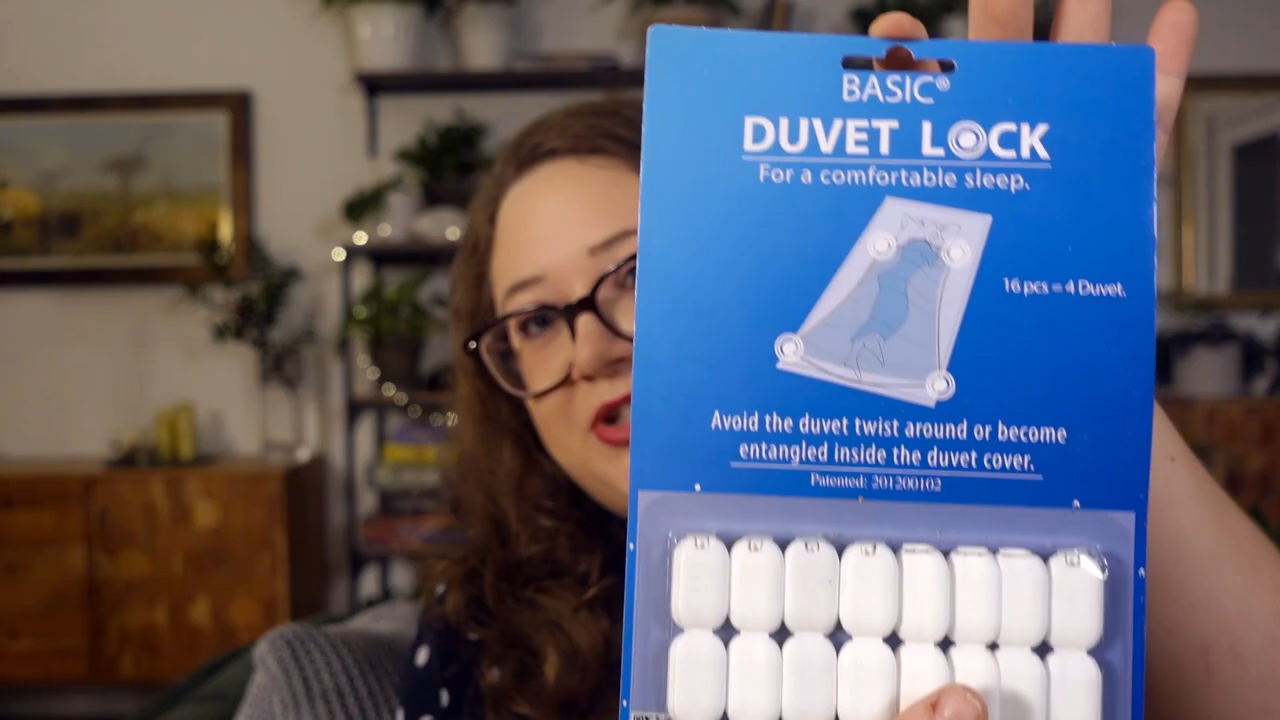 BASIC®
DUVET LOCK
For a comfortable sleep.
16 pcs = 4 Duvet.
Avoid the duvet twist around or become
entangled inside the duvet cover.
Patented: 201200102